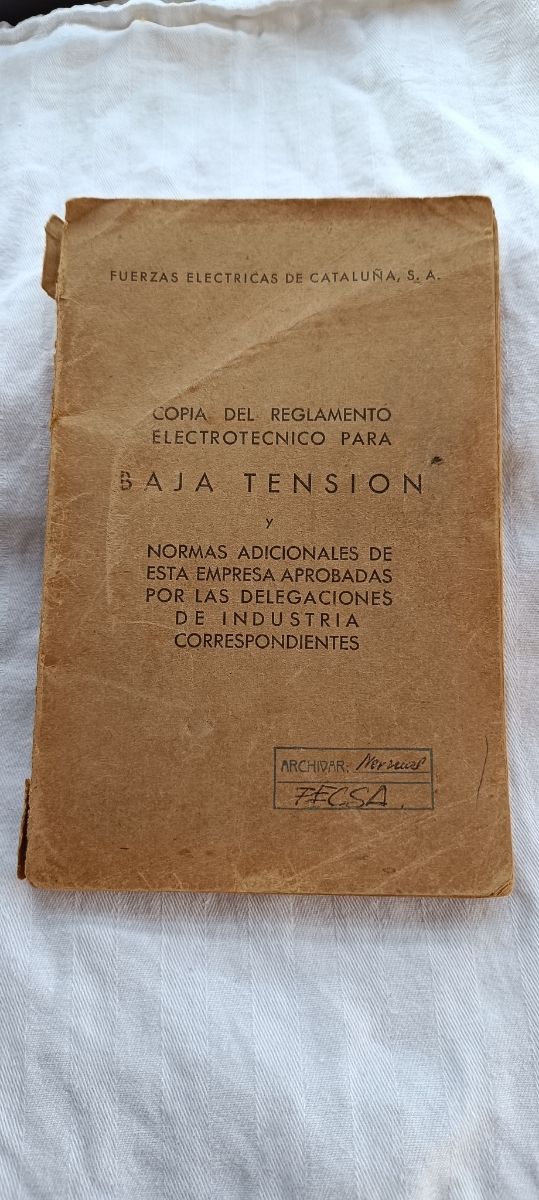 FUERZAS ELECTRICAS DE CATALUÑA, S. A.
COPIA DEL REGLAMENTO
ELECTROTECNICO PARA
BAJA TENSION
y
NORMAS ADICIONALES DE
ESTA EMPRESA APROBADAS
POR LAS DELEGACIONES
DE INDUSTRIA
CORRESPONDIENTES
ARCHIVAR: Normas
FECSA.